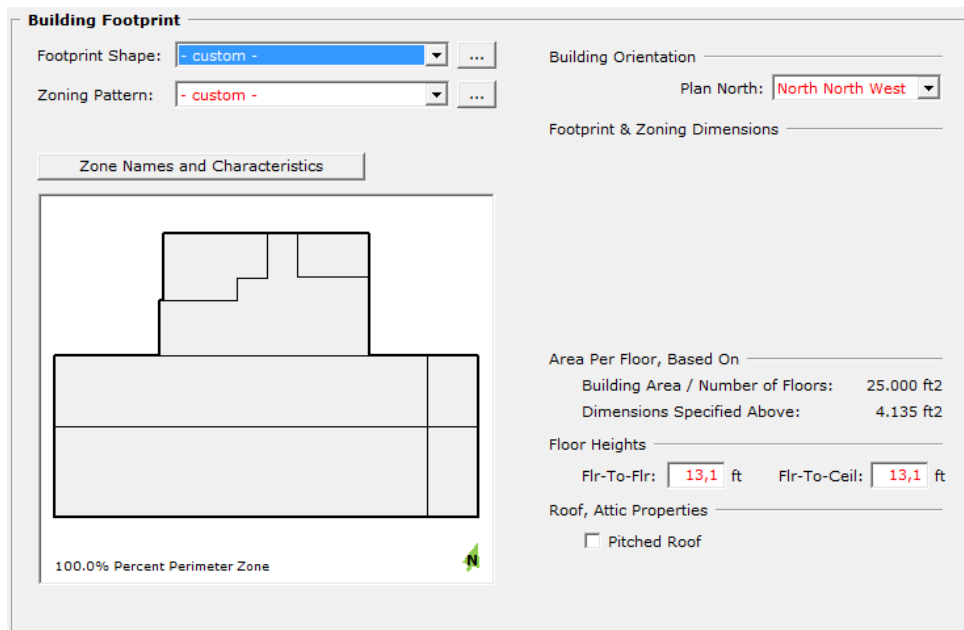 Building Footprint
Footprint Shape: - custom - ...
Zoning Pattern: - custom - ...
Zone Names and Characteristics
100.0% Percent Perimeter Zone
N
Building Orientation
Plan North: North North West
Footprint & Zoning Dimensions
Area Per Floor, Based On
Building Area / Number of Floors: 25.000 ft2
Dimensions Specified Above: 4.135 ft2
Floor Heights
Flr-To-Flr: 13,1 ft Flr-To-Ceil: 13,1 ft
Roof, Attic Properties
Pitched Roof